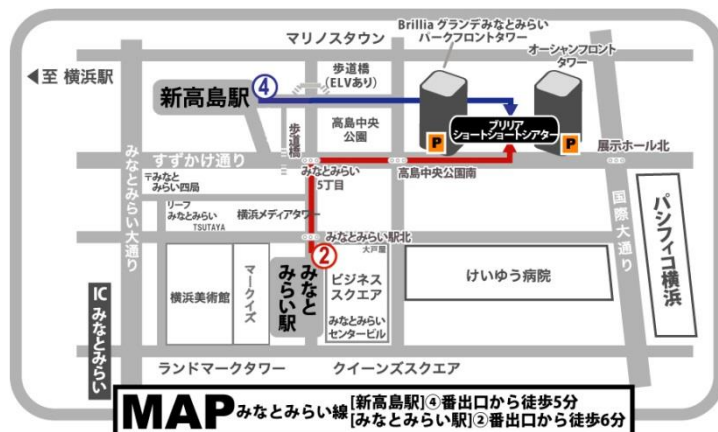 Brillia グランデみなとみらい
パークフロントタワー
マリノスタウン
オーシャンフロント
タワー
◀至 横浜駅
歩道橋
(ELVあり)
新高島駅
④
歩道橋
高島中央
公園
P
ブリリア
ショートショートシアター
P
展示ホール北
みなとみらい大通り
すずかけ通り
みなとみらい
5丁目
高島中央公園南
〒みなと
みらい四局
国際大通り
パシフィコ横浜
リーフ
みなとみらい
TSUTAYA
横浜メディアタワー
みなとみらい駅北
大戸屋
②
みなと
みらい駅
横浜美術館
マークイズ
ビジネス
スクエア
みなとみらい
センタービル
けいゆう病院
IC みなとみらい
ランドマークタワー
クイーンズスクエア
MAP みなとみらい線 [新高島駅]④番出口から徒歩5分
[みなとみらい駅]②番出口から徒歩6分